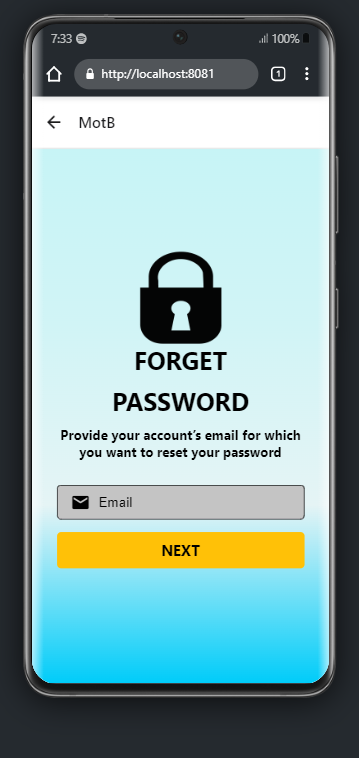 7:33 100%
http://localhost:8081 1
MotB
FORGET
PASSWORD
Provide your account's email for which
you want to reset your password
Email
NEXT